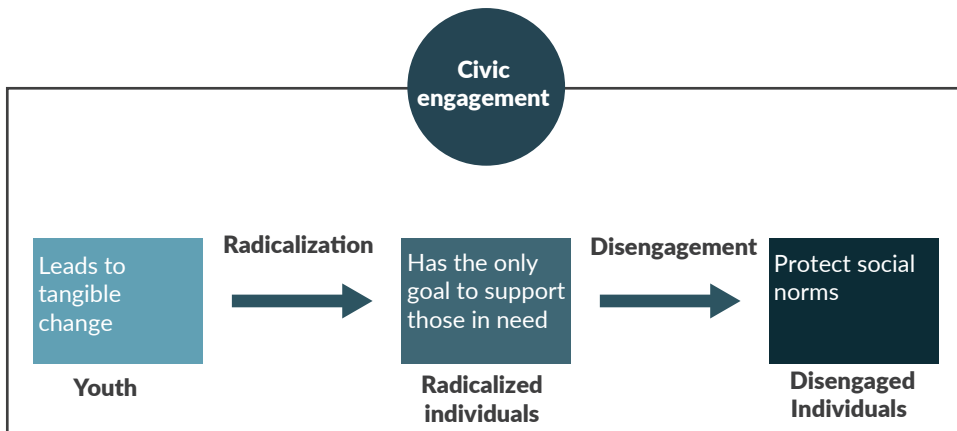 Civic
engagement
Radicalization
Disengagement
Leads to
tangible
change
Has the only
goal to support
those in need
Protect social
norms
Youth
Radicalized
individuals
Disengaged
Individuals